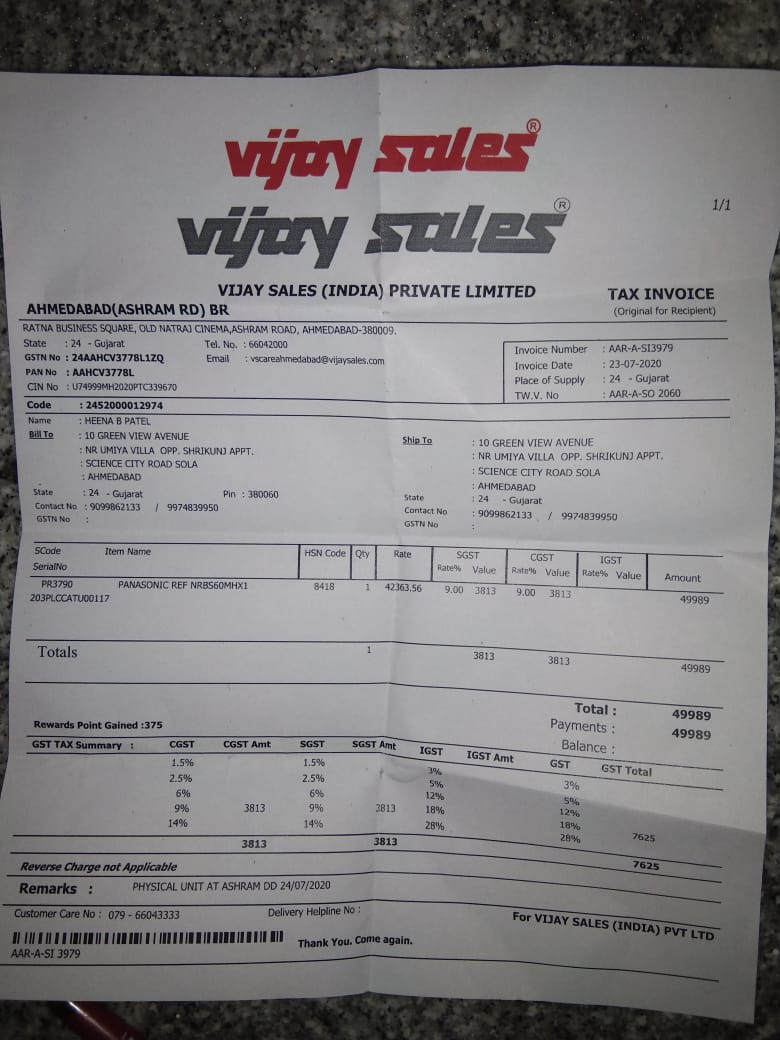 vijay sales®
vijay sales®
1/1
VIJAY SALES (INDIA) PRIVATE LIMITED
TAX INVOICE
(Original for Recipient)
AHMEDABAD(ASHRAM RD) BR
RATNA BUSINESS SQUARE, OLD NATRAJ CINEMA,ASHRAM ROAD, AHMEDABAD-380009.
State : 24 - Gujarat Tel. No. : 66042000
GSTN No : 24AAHCV3778L1ZQ Email : vscareahmedabad@vijaysales.com
PAN No : AAHCV3778L
CIN No : U74999MH2020PTC339670
Invoice Number : AAR-A-SI3979
Invoice Date : 23-07-2020
Place of Supply : 24 - Gujarat
TW.V. No : AAR-A-SO 2060
Code : 2452000012974
Name : HEENA B PATEL
Bill To : 10 GREEN VIEW AVENUE
: NR UMIYA VILLA OPP. SHRIKUNJ APPT.
: SCIENCE CITY ROAD SOLA
: AHMEDABAD
State : 24 - Gujarat Pin : 380060
Contact No : 9099862133 / 9974839950
GSTN No :
Ship To : 10 GREEN VIEW AVENUE
: NR UMIYA VILLA OPP. SHRIKUNJ APPT.
: SCIENCE CITY ROAD SOLA
: AHMEDABAD
State : 24 - Gujarat
Contact No : 9099862133 / 9974839950
GSTN No :
SCode Item Name HSN Code Qty Rate SGST CGST IGST Amount
SerialNo Rate% Value Rate% Value Rate% Value
PR3790 PANASONIC REF NRBS60MHX1 8418 1 42363.56 9.00 3813 9.00 3813 49989
203PLCCATU00117
Totals 1 3813 3813 49989
Total : 49989
Payments : 49989
Balance :
Rewards Point Gained :375
GST TAX Summary : CGST CGST Amt SGST SGST Amt IGST IGST Amt GST GST Total
1.5% 1.5% 3% 3%
2.5% 2.5% 5% 5%
6% 6% 12% 12%
9% 3813 9% 3813 18% 18% 7625
14% 14% 28% 28%
3813 3813 7625
Reverse Charge not Applicable
Remarks : PHYSICAL UNIT AT ASHRAM DD 24/07/2020
Customer Care No : 079 - 66043333 Delivery Helpline No :
For VIJAY SALES (INDIA) PVT LTD
Thank You. Come again.
AAR-A-SI 3979